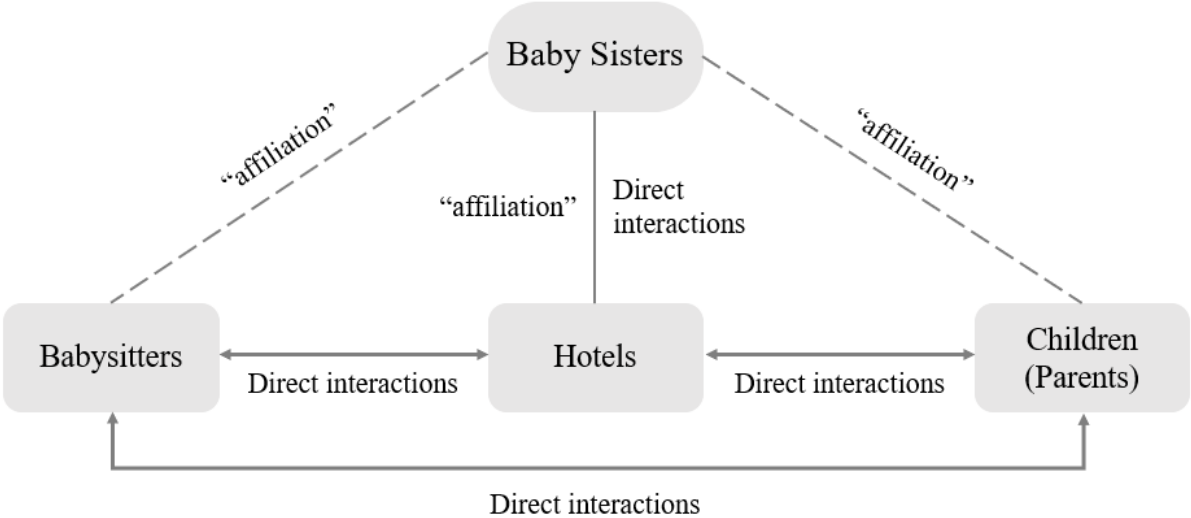 Baby Sisters
“affiliation”
“affiliation”
“affiliation”
Direct
interactions
Babysitters
Direct interactions
Hotels
Direct interactions
Children
(Parents)
Direct interactions